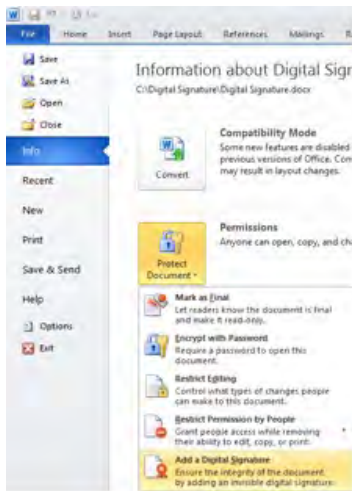 File Home Insert Page Layout References Mailings
Save
Save As
Open
Close
Info
Recent
New
Print
Save & Send
Help
Options
Exit
Information about Digital Sig
C:\Digital Signature\Digital Signature.docx
Convert
Compatibility Mode
Some new features are disabled
previous versions of Office. Con
may result in layout changes.
Protect
Document
Permissions
Anyone can open, copy, and cha
Mark as Final
Let readers know the document is final
and make it read-only.
Encrypt with Password
Require a password to open this
document.
Restrict Editing
Control what types of changes people
can make to this document.
Restrict Permission by People
Grant people access while removing
their ability to edit, copy, or print.
Add a Digital Signature
Ensure the integrity of the document
by adding an invisible digital signature.